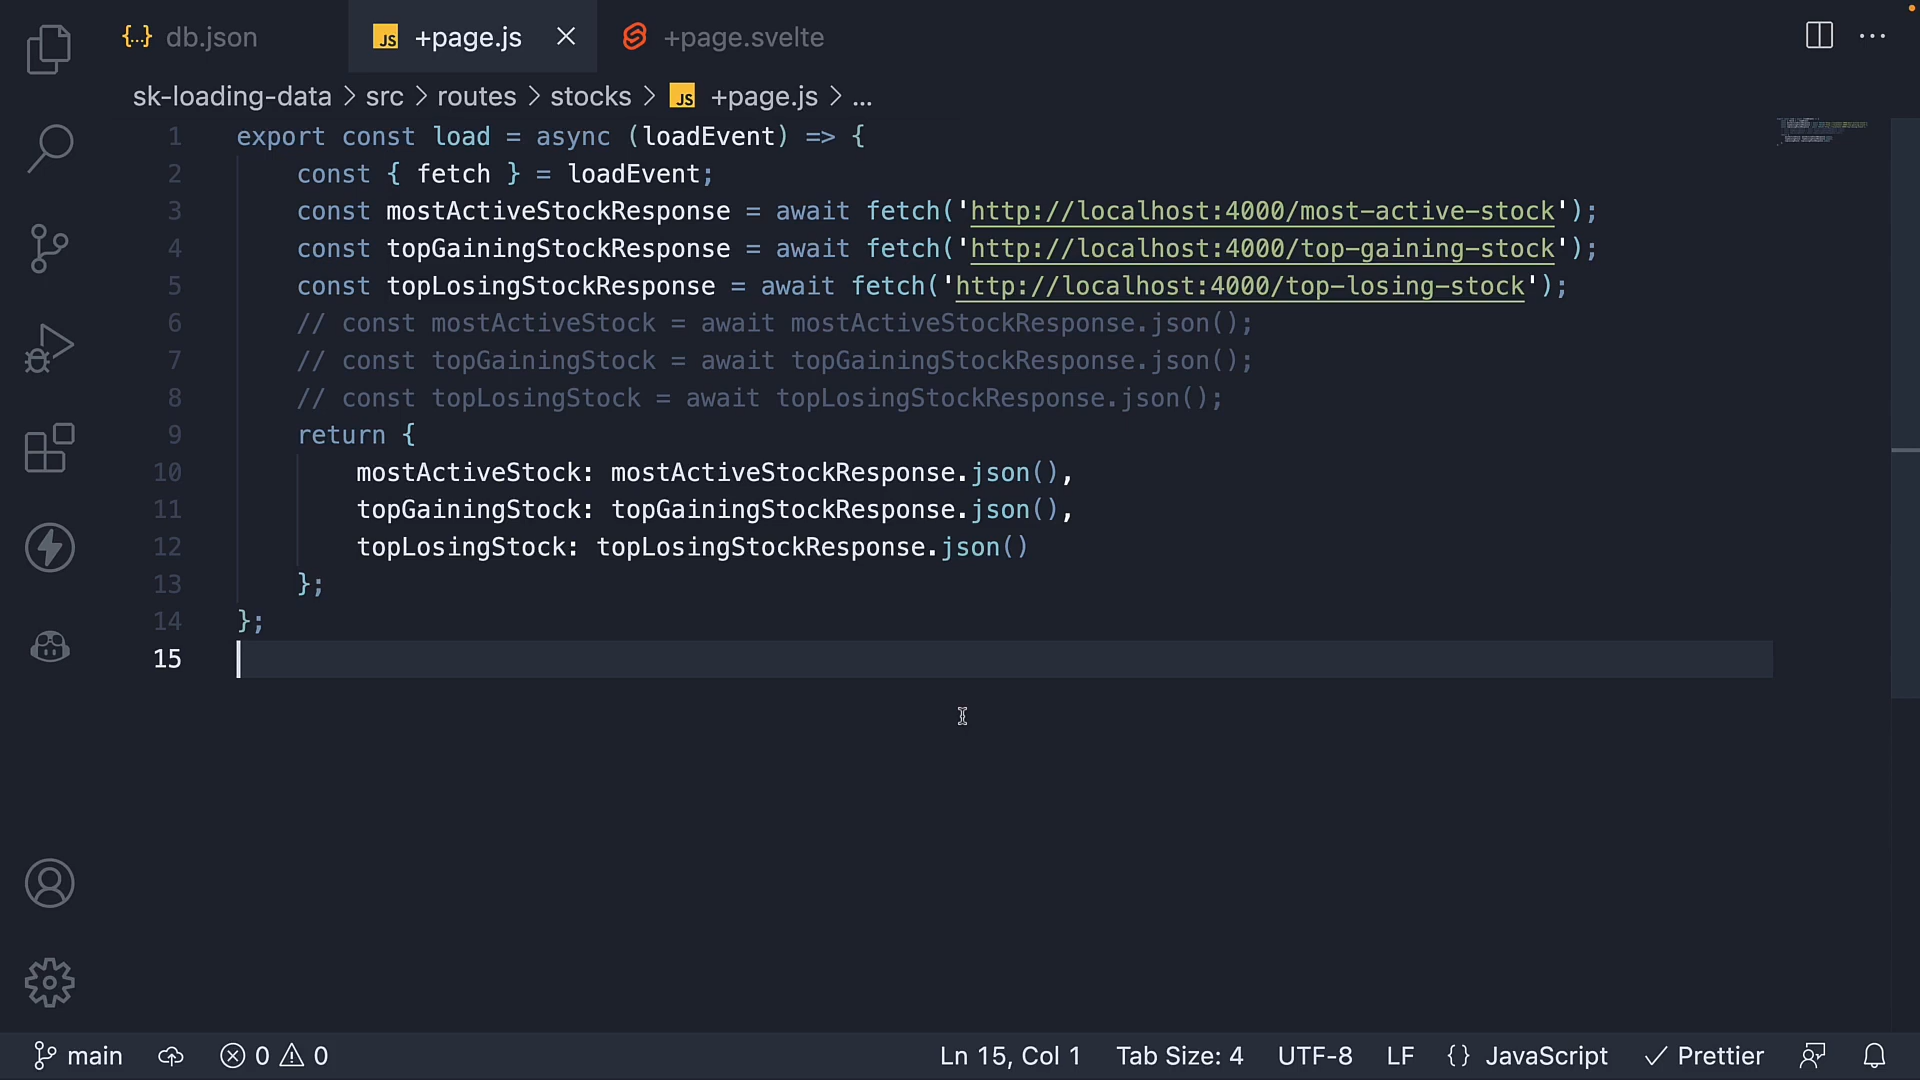 {...} db.json
JS +page.js
+page.svelte
sk-loading-data > src > routes > stocks > JS +page.js > ...
1 export const load = async (loadEvent) => {
2 const { fetch } = loadEvent;
3 const mostActiveStockResponse = await fetch('http://localhost:4000/most-active-stock');
4 const topGainingStockResponse = await fetch('http://localhost:4000/top-gaining-stock');
5 const topLosingStockResponse = await fetch('http://localhost:4000/top-losing-stock');
6 // const mostActiveStock = await mostActiveStockResponse.json();
7 // const topGainingStock = await topGainingStockResponse.json();
8 // const topLosingStock = await topLosingStockResponse.json();
9 return {
10 mostActiveStock: mostActiveStockResponse.json(),
11 topGainingStock: topGainingStockResponse.json(),
12 topLosingStock: topLosingStockResponse.json()
13 };
14 };
15
main 0 0 Ln 15, Col 1 Tab Size: 4 UTF-8 LF {} JavaScript Prettier